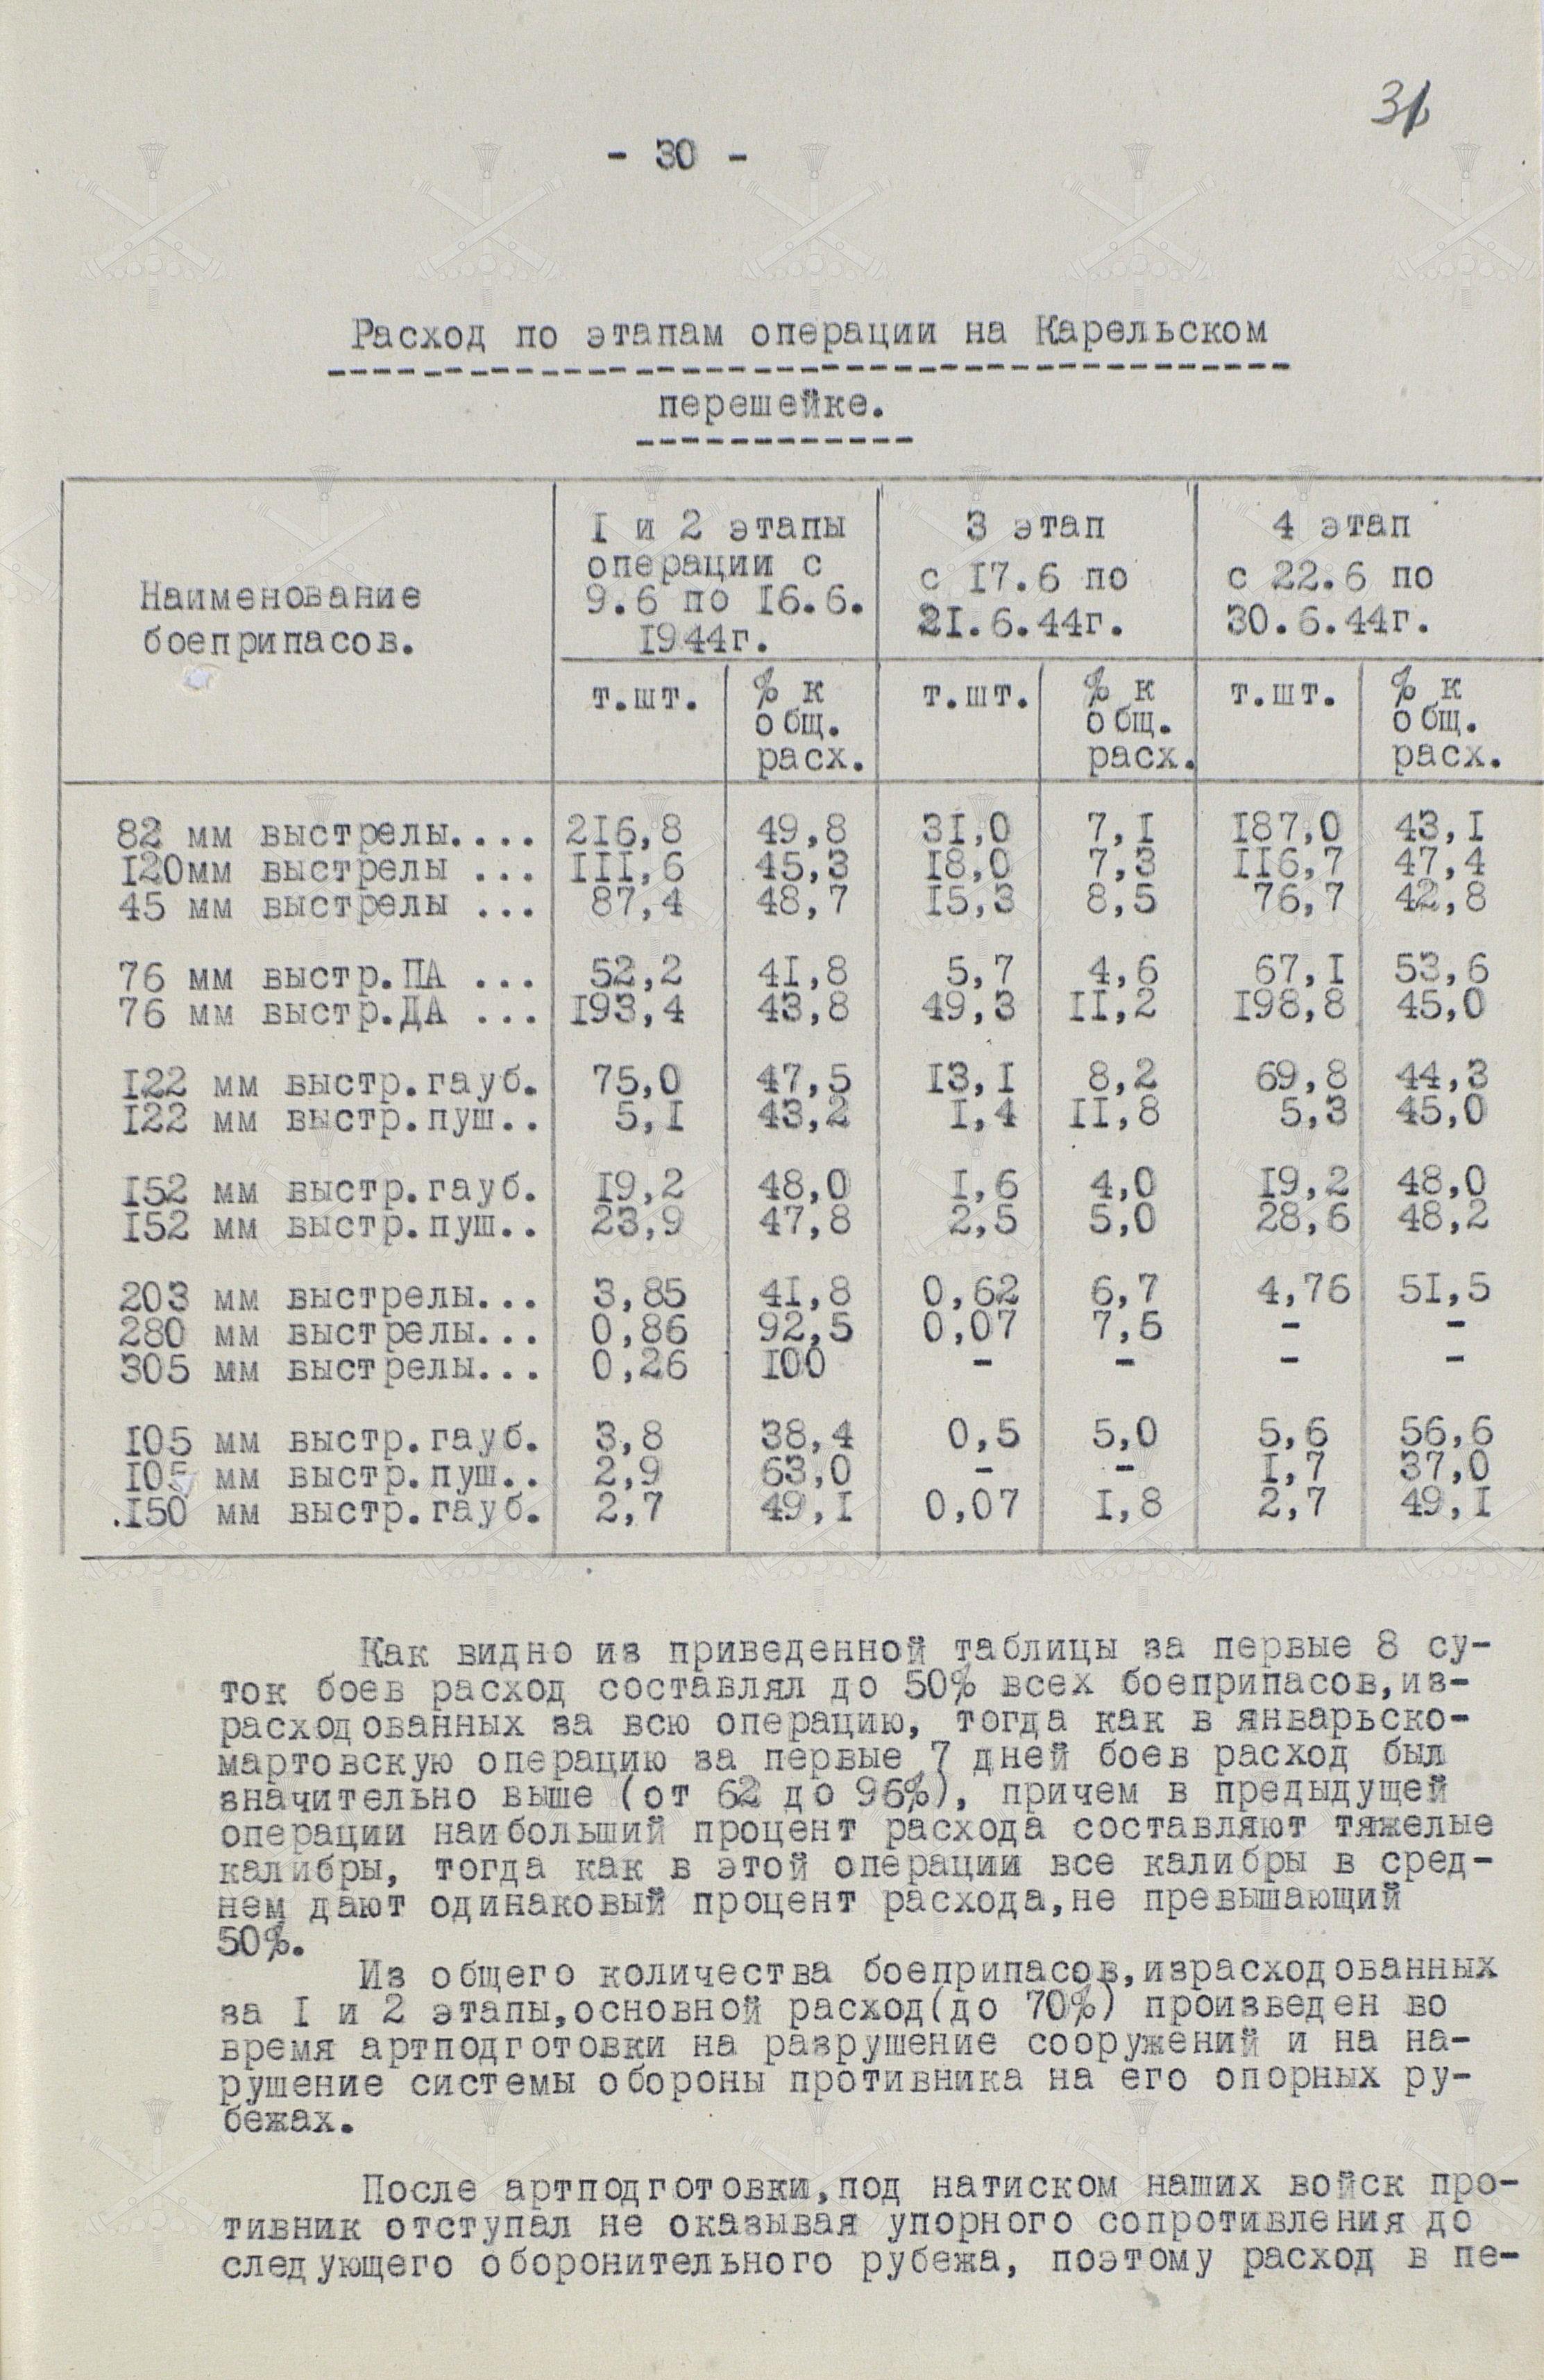 31
- 30 -
Расход по этапам операции на Карельском
перешейке.
Наименование боеприпасов. | 1 и 2 этапы операции с 9.6 по 16.6. 1944г. | 3 этап с 17.6 по 21.6.44г. | 4 этап с 22.6 по 30.6.44г.
т.шт. | % к общ. расх. | т.шт. | % к общ. расх. | т.шт. | % к общ. расх.
82 мм выстрелы.... 216,8 49,8 31,0 7,1 187,0 43,1
120мм выстрелы ... 111,6 45,3 18,0 7,3 116,7 47,4
45 мм выстрелы ... 87,4 48,7 15,3 8,5 76,7 42,8
76 мм выстр.ПА ... 52,2 41,8 5,7 4,6 67,1 53,6
76 мм выстр.ДА ... 193,4 43,8 49,3 11,2 198,8 45,0
122 мм выстр.гауб. 75,0 47,5 13,1 8,2 69,8 44,3
122 мм выстр.пуш.. 5,1 43,2 1,4 11,8 5,3 45,0
152 мм выстр.гауб. 19,2 48,0 1,6 4,0 19,2 48,0
152 мм выстр.пуш.. 23,9 47,8 2,5 5,0 28,6 48,2
203 мм выстрелы... 3,85 41,8 0,62 6,7 4,76 51,5
280 мм выстрелы... 0,86 92,5 0,07 7,5 - -
305 мм выстрелы... 0,26 100 - - - -
105 мм выстр.гауб. 3,8 38,4 0,5 5,0 5,6 56,6
105 мм выстр.пуш.. 2,9 63,0 - - 1,7 37,0
150 мм выстр.гауб. 2,7 49,1 0,07 1,8 2,7 49,1
Как видно из приведенной таблицы за первые 8 су-
ток боев расход составлял до 50% всех боеприпасов,из-
расходованных за всю операцию, тогда как в январьско-
мартовскую операцию за первые 7 дней боев расход был
значительно выше (от 62 до 96%), причем в предыдущей
операции наибольший процент расхода составляют тяжелые
калибры, тогда как в этой операции все калибры в сред-
нем дают одинаковый процент расхода,не превышающий
50%.
Из общего количества боеприпасов,израсходованных
за 1 и 2 этапы,основной расход(до 70%) произведен во
время артподготовки на разрушение сооружений и на на-
рушение системы обороны противника на его опорных ру-
бежах.
После артподготовки,под натиском наших войск про-
тивник отступал не оказывая упорного сопротивления до
следующего оборонительного рубежа, поэтому расход в пе-